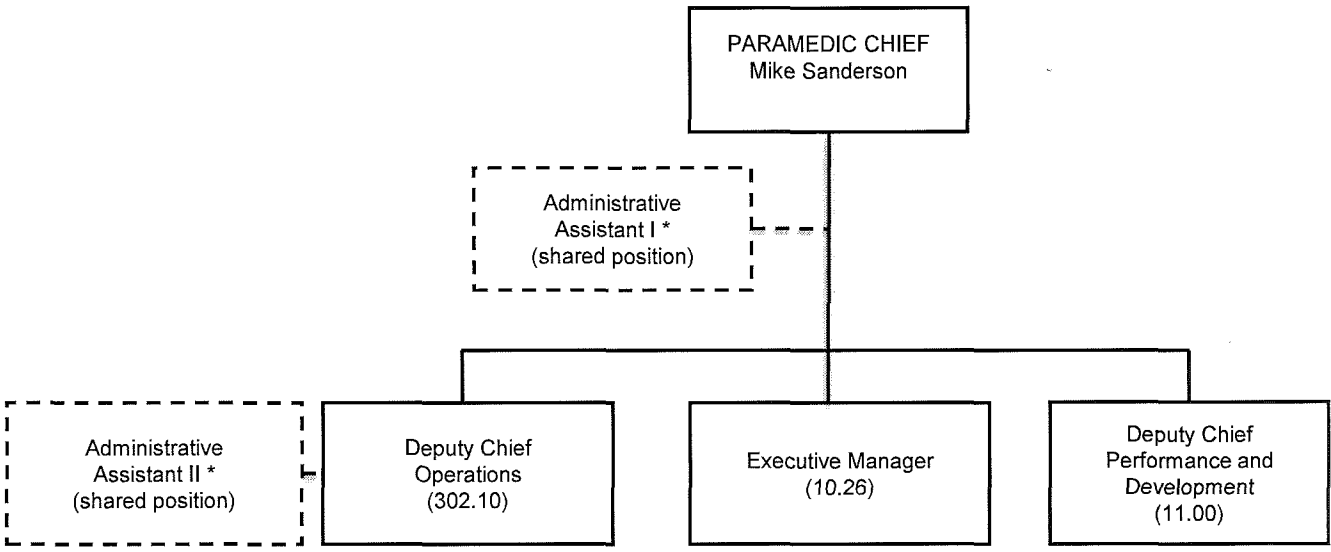 PARAMEDIC CHIEF
Mike Sanderson
Administrative
Assistant I *
(shared position)
Administrative
Assistant II *
(shared position)
Deputy Chief
Operations
(302.10)
Executive Manager
(10.26)
Deputy Chief
Performance and
Development
(11.00)